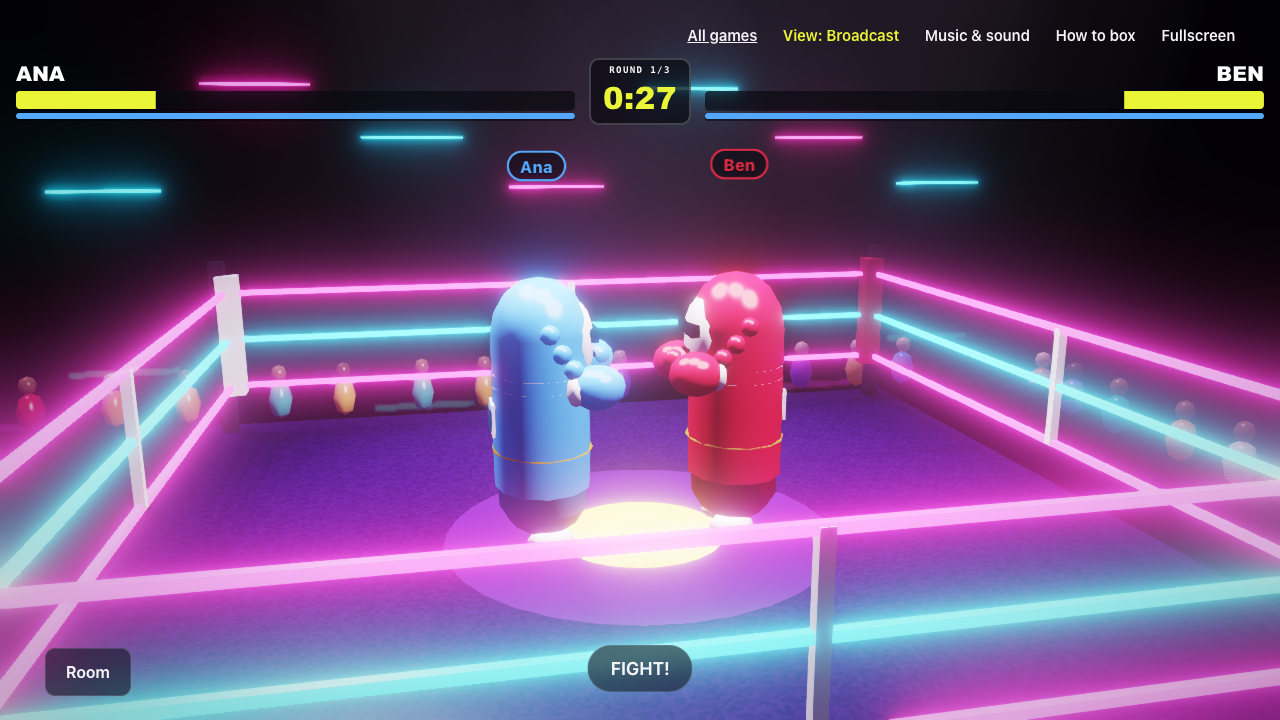 All games View: Broadcast Music & sound How to box Fullscreen
ANA
ROUND 1/3
0:27
BEN
Ana
Ben
Room
FIGHT!